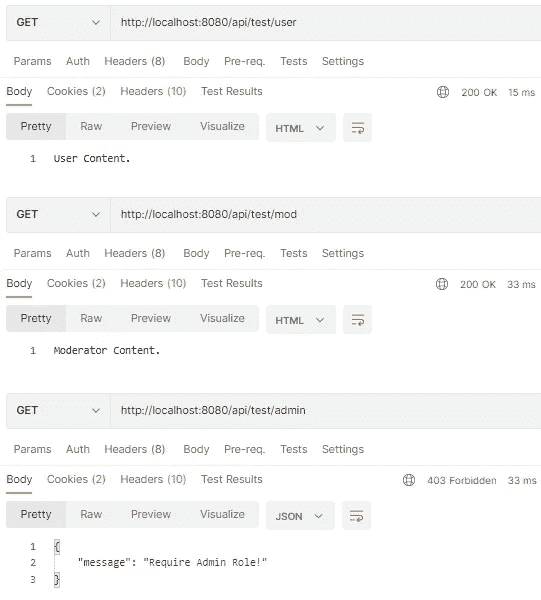 GET http://localhost:8080/api/test/user
Params Auth Headers (8) Body Pre-req. Tests Settings
Body Cookies (2) Headers (10) Test Results 200 OK 15 ms
Pretty Raw Preview Visualize HTML
1 User Content.
GET http://localhost:8080/api/test/mod
Params Auth Headers (8) Body Pre-req. Tests Settings
Body Cookies (2) Headers (10) Test Results 200 OK 33 ms
Pretty Raw Preview Visualize HTML
1 Moderator Content.
GET http://localhost:8080/api/test/admin
Params Auth Headers (8) Body Pre-req. Tests Settings
Body Cookies (2) Headers (10) Test Results 403 Forbidden 33 ms
Pretty Raw Preview Visualize JSON
1 {
2 "message": "Require Admin Role!"
3 }